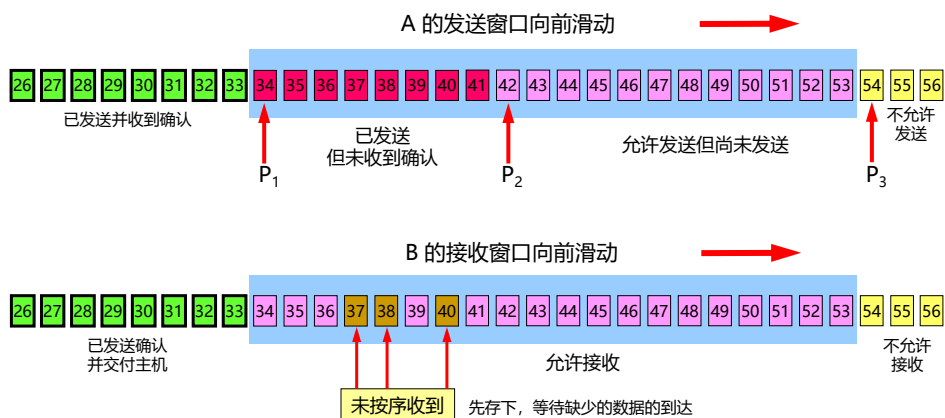 A 的发送窗口向前滑动
26 27 28 29 30 31 32 33 34 35 36 37 38 39 40 41 42 43 44 45 46 47 48 49 50 51 52 53 54 55 56
已发送并收到确认
已发送
但未收到确认
允许发送但尚未发送
不允许
发送
P1
P2
P3
B 的接收窗口向前滑动
26 27 28 29 30 31 32 33 34 35 36 37 38 39 40 41 42 43 44 45 46 47 48 49 50 51 52 53 54 55 56
已发送确认
并交付主机
允许接收
不允许
接收
未按序收到
先存下，等待缺少的数据的到达